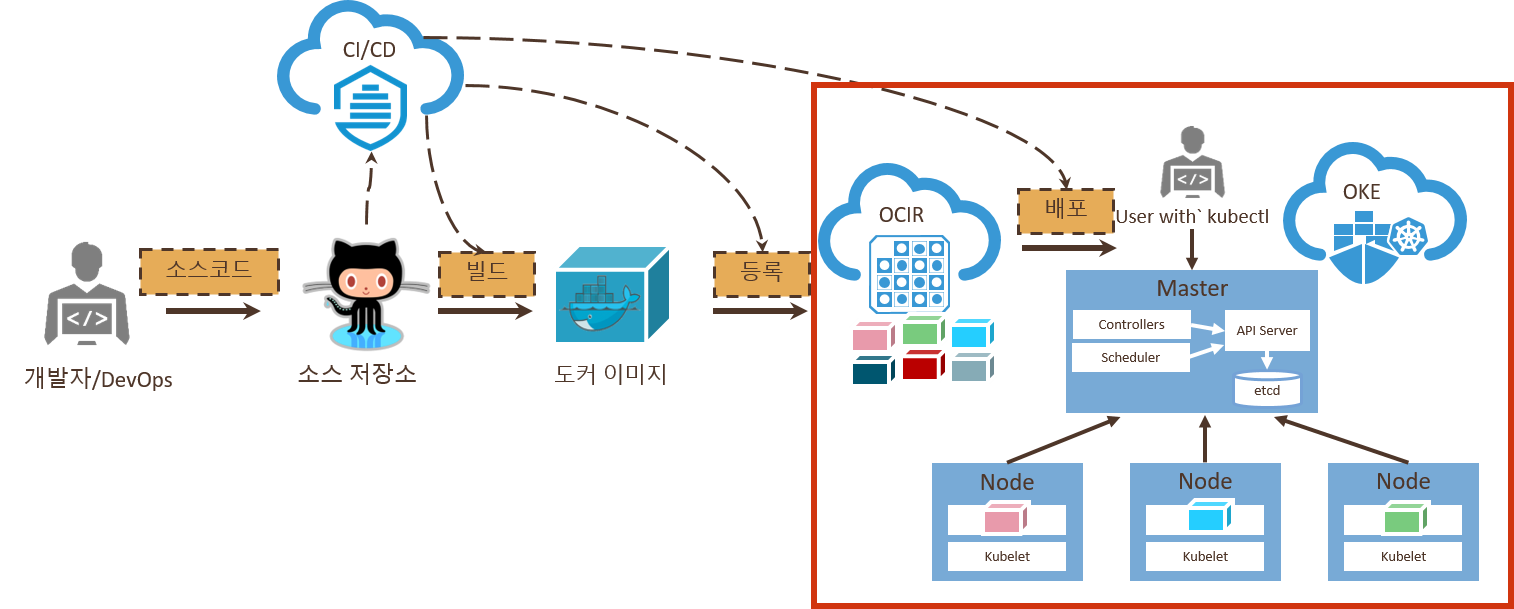 CI/CD
소스코드
</>
개발자/DevOps
소스 저장소
빌드
도커 이미지
등록
OCIR
배포
</>
User with` kubectl
OKE
Master
Controllers
Scheduler
API Server
etcd
Node
Kubelet
Node
Kubelet
Node
Kubelet